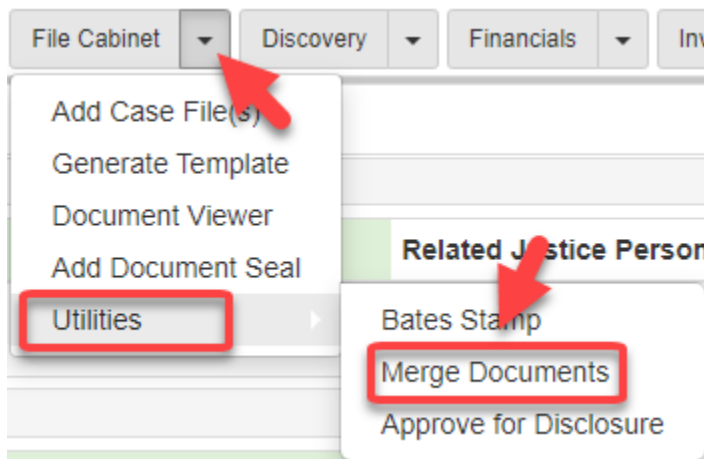 File Cabinet Discovery Financials
Add Case File(s)
Generate Template
Document Viewer
Related Justice Person
Add Document Seal
Utilities
Bates Stamp
Merge Documents
Approve for Disclosure